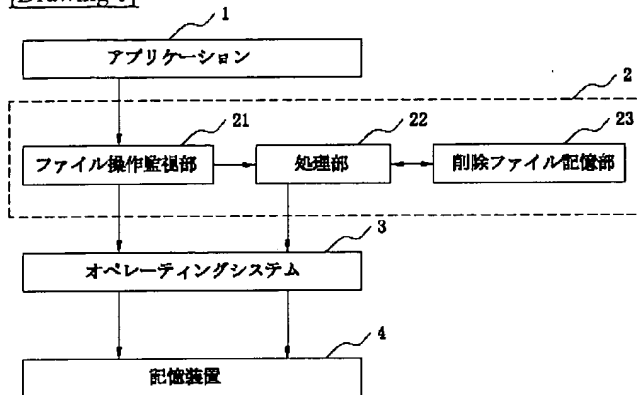 1
アプリケーション
2
21 22 23
ファイル操作監視部 処理部 削除ファイル記憶部
3
オペレーティングシステム
4
記憶装置